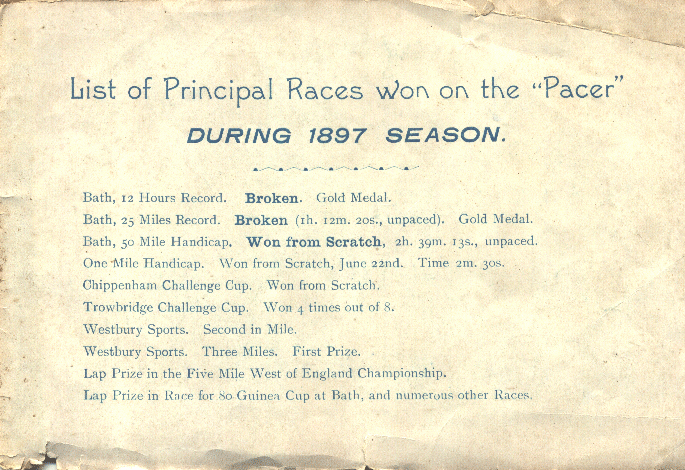 List of Principal Races Won on the "Pacer"
DURING 1897 SEASON.
Bath, 12 Hours Record. Broken. Gold Medal.
Bath, 25 Miles Record. Broken (1h. 12m. 20s., unpaced). Gold Medal.
Bath, 50 Mile Handicap. Won from Scratch, 2h. 39m. 13s., unpaced.
One Mile Handicap. Won from Scratch, June 22nd. Time 2m. 30s.
Chippenham Challenge Cup. Won from Scratch.
Trowbridge Challenge Cup. Won 4 times out of 8.
Westbury Sports. Second in Mile.
Westbury Sports. Three Miles. First Prize.
Lap Prize in the Five Mile West of England Championship.
Lap Prize in Race for 80 Guinea Cup at Bath, and numerous other Races.